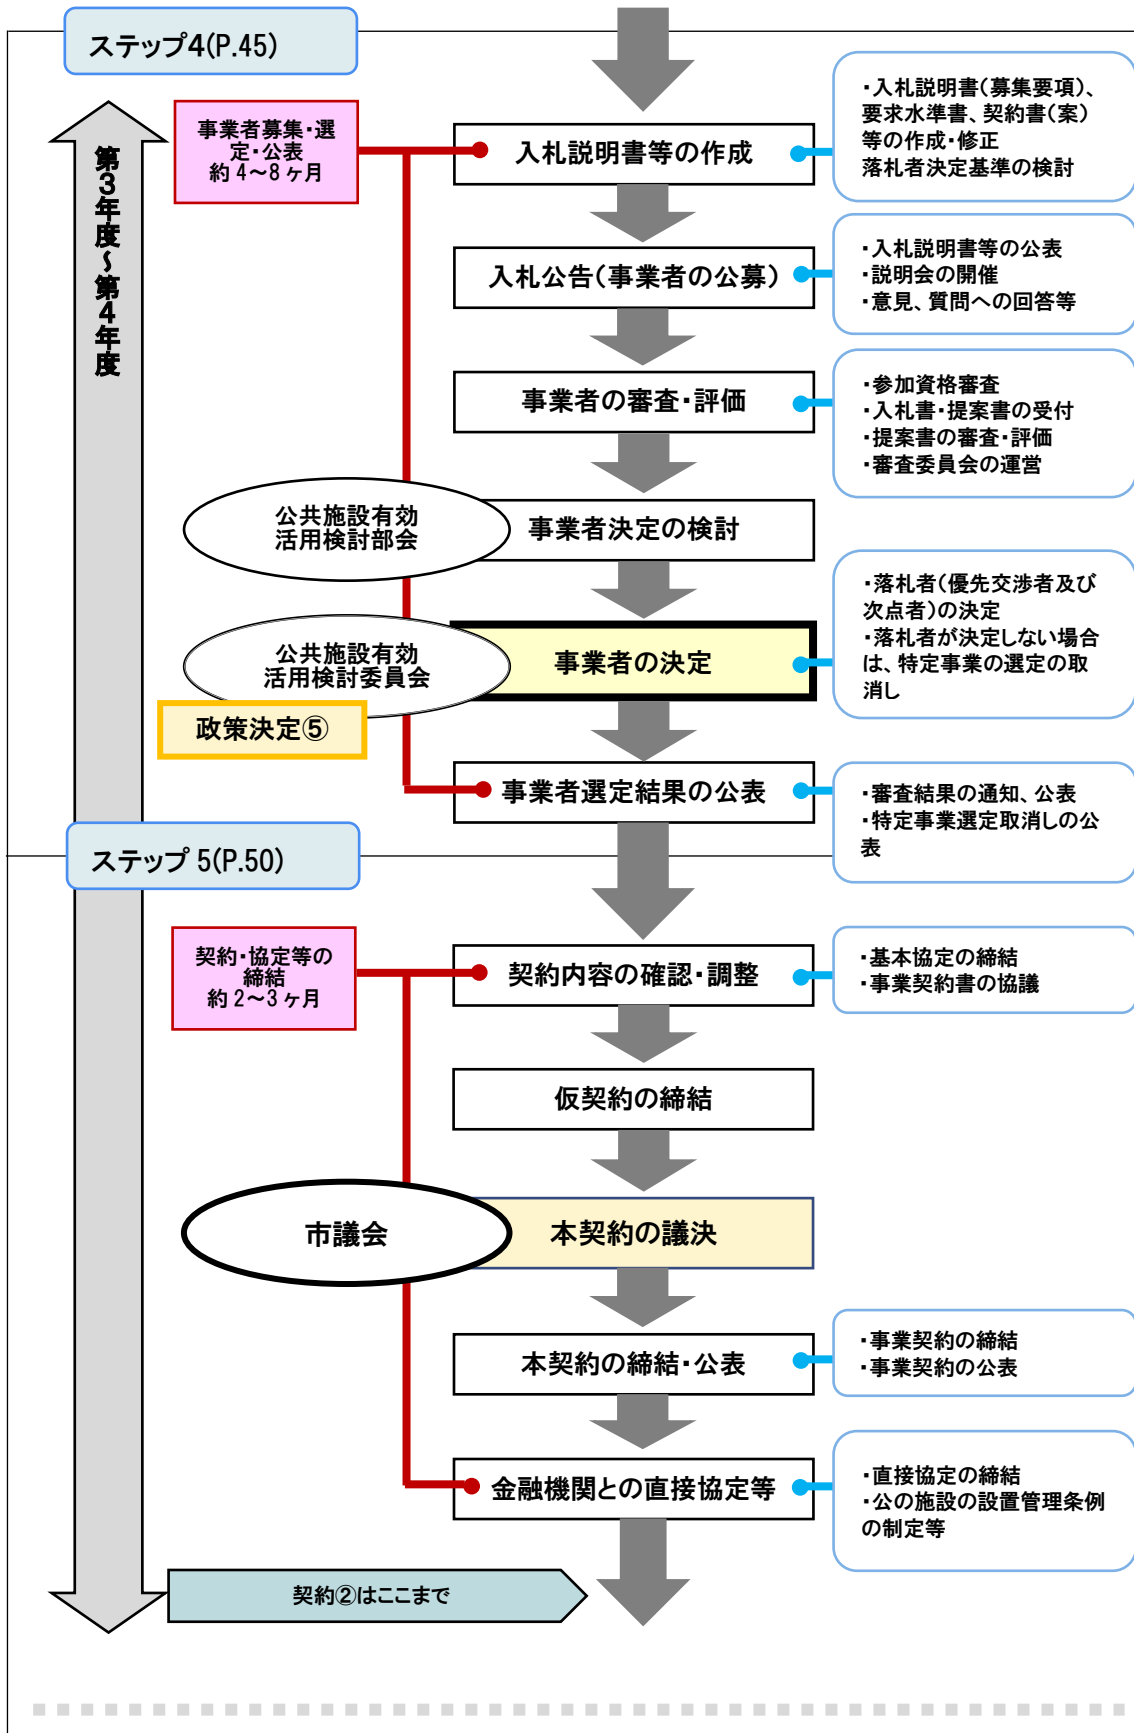 ステップ4(P.45)
第3年度~第4年度
事業者募集・選
定・公表
約4~8ヶ月
入札説明書等の作成
・入札説明書(募集要項)、
要求水準書、契約書(案)
等の作成・修正
落札者決定基準の検討
入札公告(事業者の公募)
・入札説明書等の公表
・説明会の開催
・意見、質問への回答等
事業者の審査・評価
・参加資格審査
・入札書・提案書の受付
・提案書の審査・評価
・審査委員会の運営
公共施設有効
活用検討部会
事業者決定の検討
公共施設有効
活用検討委員会
政策決定⑤
事業者の決定
・落札者(優先交渉者及び
次点者)の決定
・落札者が決定しない場合
は、特定事業の選定の取
消し
事業者選定結果の公表
・審査結果の通知、公表
・特定事業選定取消しの公
表
ステップ5(P.50)
契約・協定等の
締結
約2~3ヶ月
契約内容の確認・調整
・基本協定の締結
・事業契約書の協議
仮契約の締結
市議会
本契約の議決
本契約の締結・公表
・事業契約の締結
・事業契約の公表
金融機関との直接協定等
・直接協定の締結
・公の施設の設置管理条例
の制定等
契約②はここまで